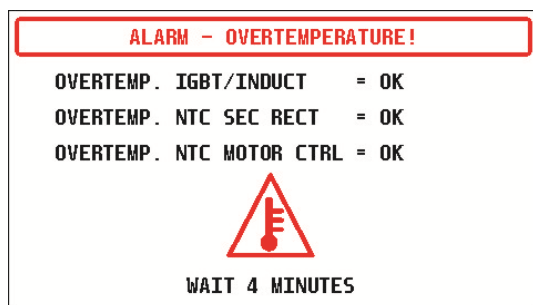 ALARM – OVERTEMPERATURE!
OVERTEMP. IGBT/INDUCT = OK
OVERTEMP. NTC SEC RECT = OK
OVERTEMP. NTC MOTOR CTRL = OK
WAIT 4 MINUTES